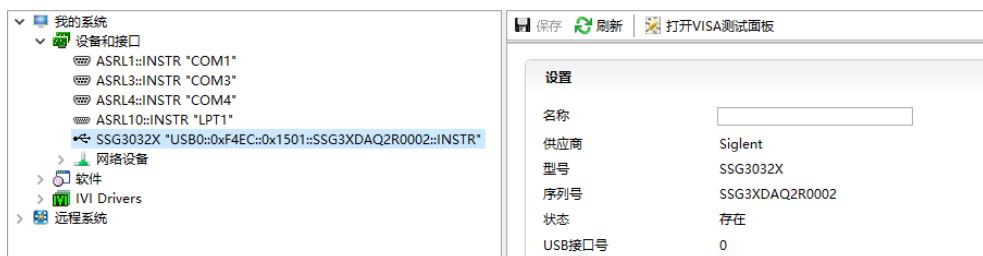 我的系统
设备和接口
ASRL1::INSTR "COM1"
ASRL3::INSTR "COM3"
ASRL4::INSTR "COM4"
ASRL10::INSTR "LPT1"
SSG3032X "USB0::0xF4EC::0x1501::SSG3XDAQ2R0002::INSTR"
网络设备
软件
IVI Drivers
远程系统
保存 刷新 打开VISA测试面板
设置
名称
供应商 Siglent
型号 SSG3032X
序列号 SSG3XDAQ2R0002
状态 存在
USB接口号 0